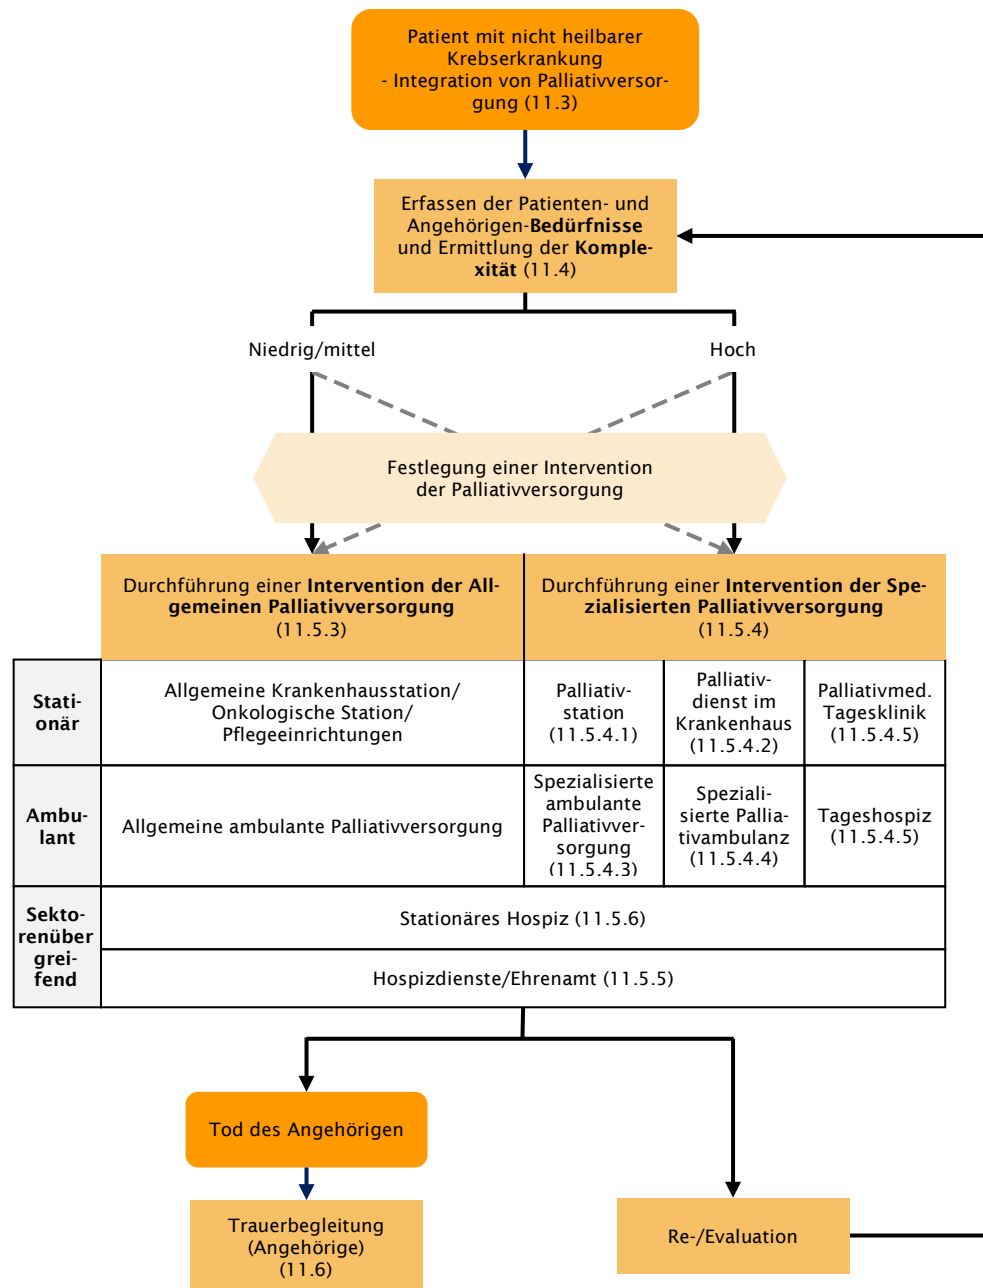 Patient mit nicht heilbarer
Krebserkrankung
- Integration von Palliativversor-
gung (11.3)
Erfassen der Patienten- und
Angehörigen-Bedürfnisse
und Ermittlung der Komple-
xität (11.4)
Niedrig/mittel
Hoch
Festlegung einer Intervention
der Palliativversorgung
Durchführung einer Intervention der All-
gemeinen Palliativversorgung
(11.5.3)
Durchführung einer Intervention der Spe-
zialisierten Palliativversorgung
(11.5.4)
Stati-
onär
Allgemeine Krankenhausstation/
Onkologische Station/
Pflegeeinrichtungen
Palliativ-
station
(11.5.4.1)
Palliativ-
dienst im
Krankenhaus
(11.5.4.2)
Palliativmed.
Tagesklinik
(11.5.4.5)
Ambu-
lant
Allgemeine ambulante Palliativversorgung
Spezialisierte
ambulante
Palliativver-
sorgung
(11.5.4.3)
Speziali-
sierte Palli-
ativambulanz
(11.5.4.4)
Tageshospiz
(11.5.4.5)
Sekto-
renüber
grei-
fend
Stationäres Hospiz (11.5.6)
Hospizdienste/Ehrenamt (11.5.5)
Tod des Angehörigen
Trauerbegleitung
(Angehörige)
(11.6)
Re-/Evaluation